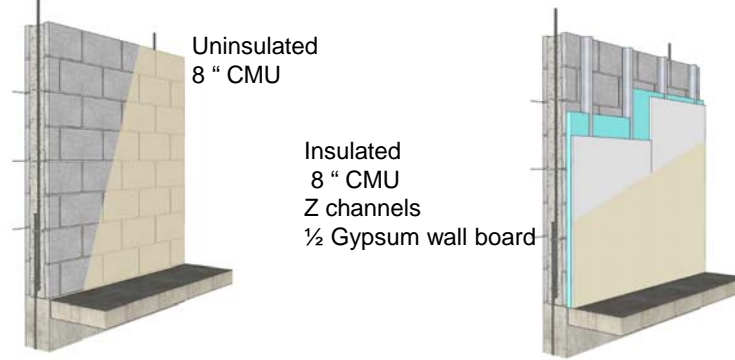 Uninsulated
8 “ CMU
Insulated
8 “ CMU
Z channels
½ Gypsum wall board